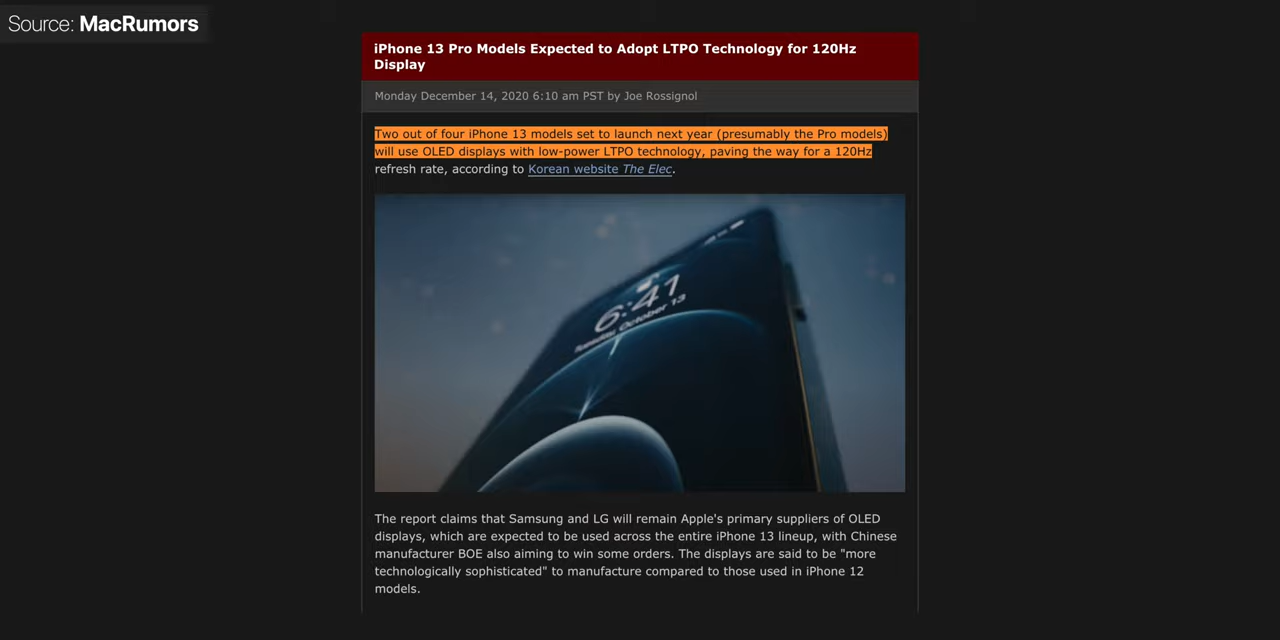 Source: MacRumors
iPhone 13 Pro Models Expected to Adopt LTPO Technology for 120Hz
Display
Monday December 14, 2020 6:10 am PST by Joe Rossignol
Two out of four iPhone 13 models set to launch next year (presumably the Pro models)
will use OLED displays with low-power LTPO technology, paving the way for a 120Hz
refresh rate, according to Korean website The Elec.
6:41
Tuesday, October 13
The report claims that Samsung and LG will remain Apple's primary suppliers of OLED
displays, which are expected to be used across the entire iPhone 13 lineup, with Chinese
manufacturer BOE also aiming to win some orders. The displays are said to be "more
technologically sophisticated" to manufacture compared to those used in iPhone 12
models.